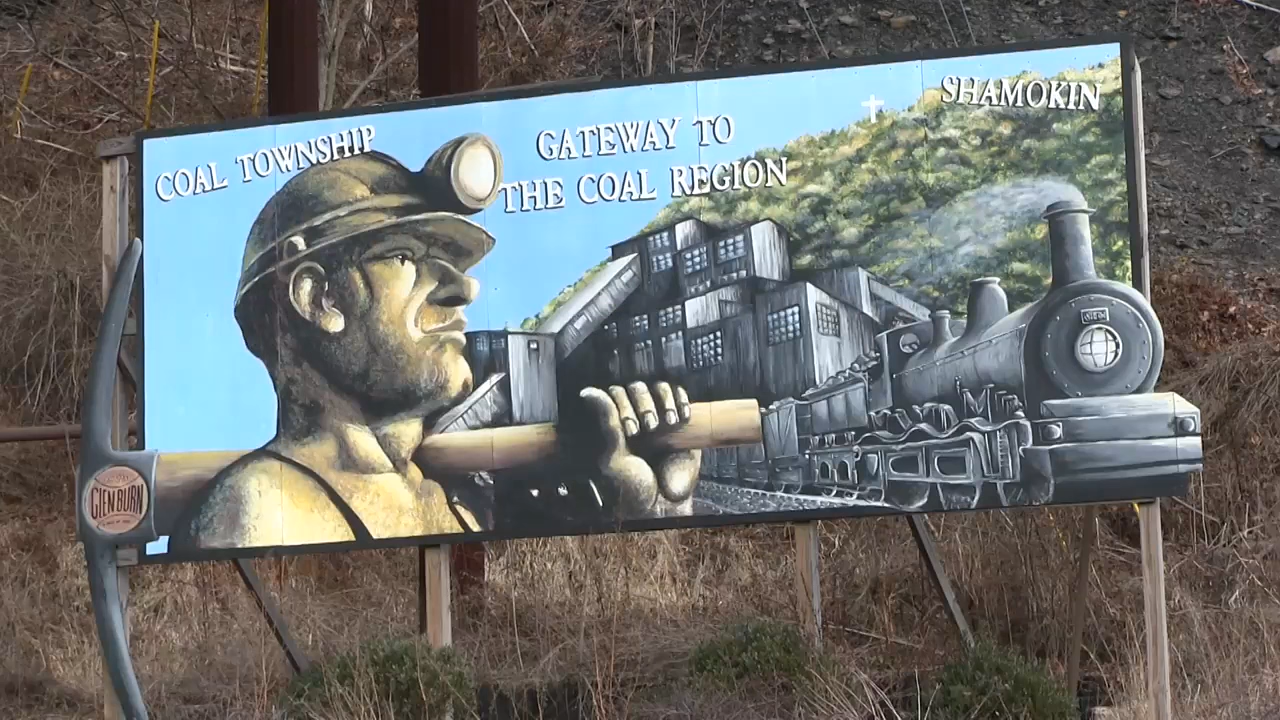 COAL TOWNSHIP
GATEWAY TO
THE COAL REGION
SHAMOKIN
GLEN BURN